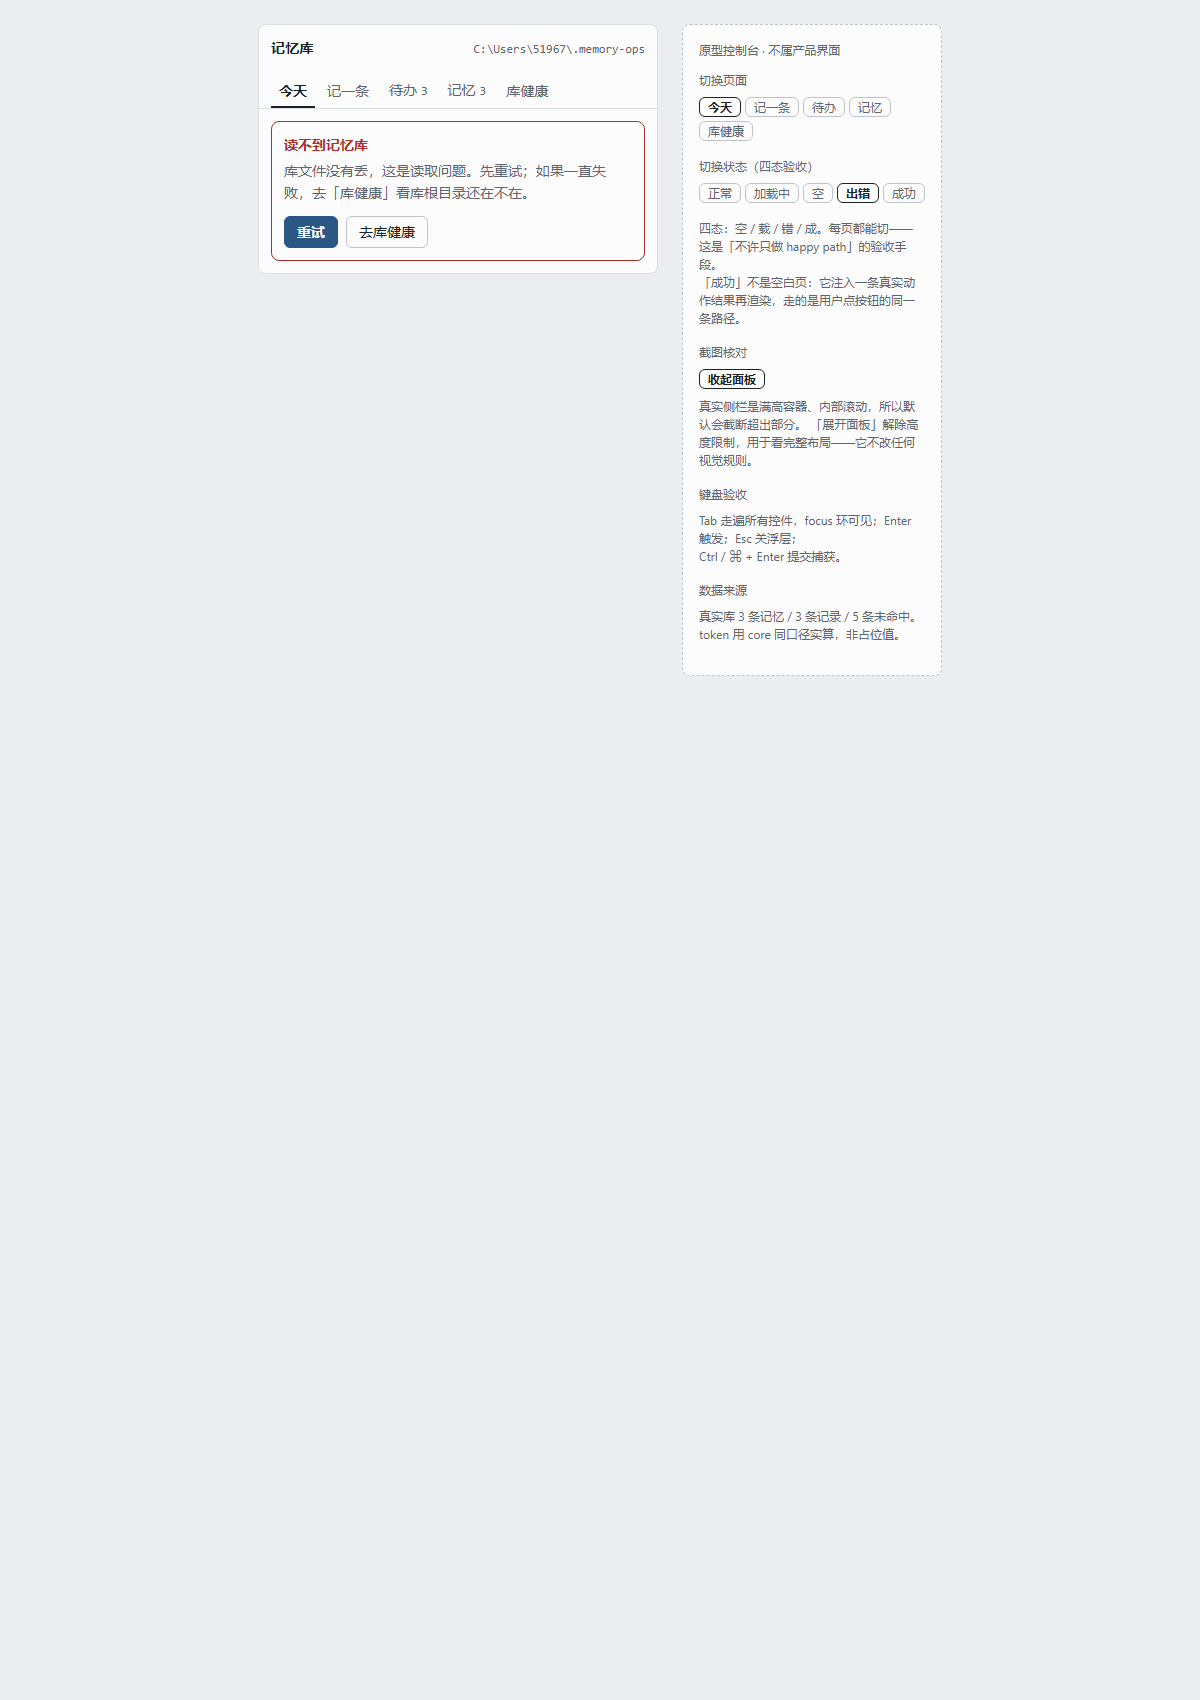 记忆库
C:\Users\51967\.memory-ops
今天 记一条 待办 3 记忆 3 库健康
读不到记忆库
库文件没有丢，这是读取问题。先重试；如果一直失
败，去「库健康」看库根目录还在不在。
重试 去库健康
原型控制台 · 不属产品界面
切换页面
今天 记一条 待办 记忆
库健康
切换状态（四态验收）
正常 加载中 空 出错 成功
四态：空 / 载 / 错 / 成。每页都能切——
这是「不许只做 happy path」的验收手
段。
「成功」不是空白页：它注入一条真实动
作结果再渲染，走的是用户点按钮的同一
条路径。
截图核对
收起面板
真实侧栏是满高容器、内部滚动，所以默
认会截断超出部分。 「展开面板」解除高
度限制，用于看完整布局——它不改任何
视觉规则。
键盘验收
Tab 走遍所有控件，focus 环可见；Enter
触发；Esc 关浮层；
Ctrl / ⌘ + Enter 提交捕获。
数据来源
真实库 3 条记忆 / 3 条记录 / 5 条未命中。
token 用 core 同口径实算，非占位值。